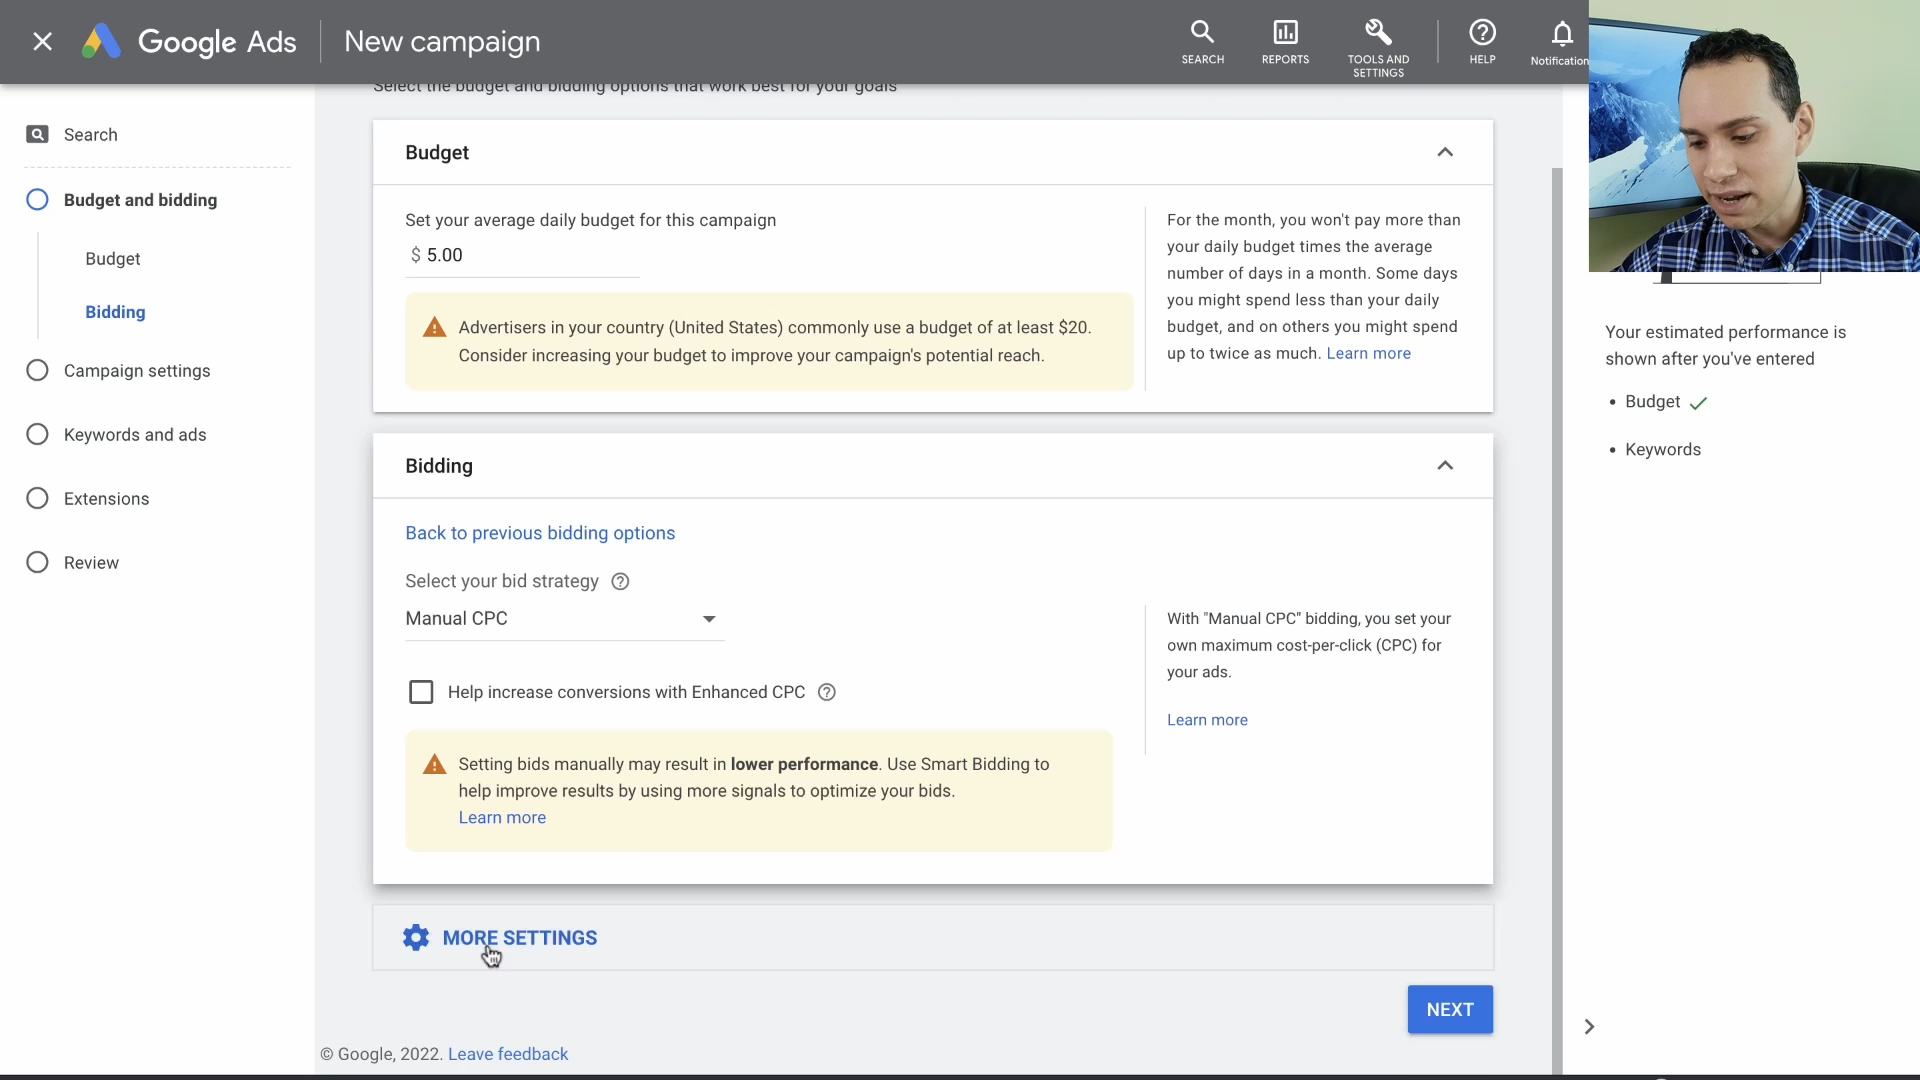 Google Ads
New campaign
SEARCH
REPORTS
TOOLS AND
SETTINGS
HELP
Notification
Select the budget and bidding options that work best for your goals
Search
Budget and bidding
Budget
Bidding
Campaign settings
Keywords and ads
Extensions
Review
Budget
Set your average daily budget for this campaign
$ 5.00
Advertisers in your country (United States) commonly use a budget of at least $20.
Consider increasing your budget to improve your campaign's potential reach.
For the month, you won't pay more than
your daily budget times the average
number of days in a month. Some days
you might spend less than your daily
budget, and on others you might spend
up to twice as much. Learn more
Bidding
Back to previous bidding options
Select your bid strategy
Manual CPC
Help increase conversions with Enhanced CPC
Setting bids manually may result in lower performance. Use Smart Bidding to
help improve results by using more signals to optimize your bids.
Learn more
With "Manual CPC" bidding, you set your
own maximum cost-per-click (CPC) for
your ads.
Learn more
MORE SETTINGS
NEXT
© Google, 2022. Leave feedback
Your estimated performance is
shown after you've entered
• Budget
• Keywords